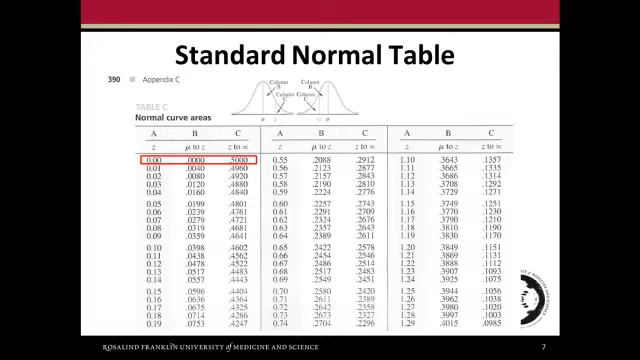 Standard Normal Table
390 Appendix C
TABLE C
Normal curve areas
Column B
Column C
μ z
Column B
Column C
-z μ
A B C A B C A B C
z μ to z z to ∞ z μ to z z to ∞ z μ to z z to ∞
0.00 .0000 .5000 0.55 .2088 .2912 1.10 .3643 .1357
0.01 .0040 .4960 0.56 .2123 .2877 1.11 .3665 .1335
0.02 .0080 .4920 0.57 .2157 .2843 1.12 .3686 .1314
0.03 .0120 .4880 0.58 .2190 .2810 1.13 .3708 .1292
0.04 .0160 .4840 0.59 .2224 .2776 1.14 .3729 .1271
0.05 .0199 .4801 0.60 .2257 .2743 1.15 .3749 .1251
0.06 .0239 .4761 0.61 .2291 .2709 1.16 .3770 .1230
0.07 .0279 .4721 0.62 .2324 .2676 1.17 .3790 .1210
0.08 .0319 .4681 0.63 .2357 .2643 1.18 .3810 .1190
0.09 .0359 .4641 0.64 .2389 .2611 1.19 .3830 .1170
0.10 .0398 .4602 0.65 .2422 .2578 1.20 .3849 .1151
0.11 .0438 .4562 0.66 .2454 .2546 1.21 .3869 .1131
0.12 .0478 .4522 0.67 .2486 .2514 1.22 .3888 .1112
0.13 .0517 .4483 0.68 .2517 .2483 1.23 .3907 .1093
0.14 .0557 .4443 0.69 .2549 .2451 1.24 .3925 .1075
0.15 .0596 .4404 0.70 .2580 .2420 1.25 .3944 .1056
0.16 .0636 .4364 0.71 .2611 .2389 1.26 .3962 .1038
0.17 .0675 .4325 0.72 .2642 .2358 1.27 .3980 .1020
0.18 .0714 .4286 0.73 .2673 .2327 1.28 .3997 .1003
0.19 .0753 .4247 0.74 .2704 .2296 1.29 .4015 .0985
ROSALIND FRANKLIN UNIVERSITY OF MEDICINE AND SCIENCE
7